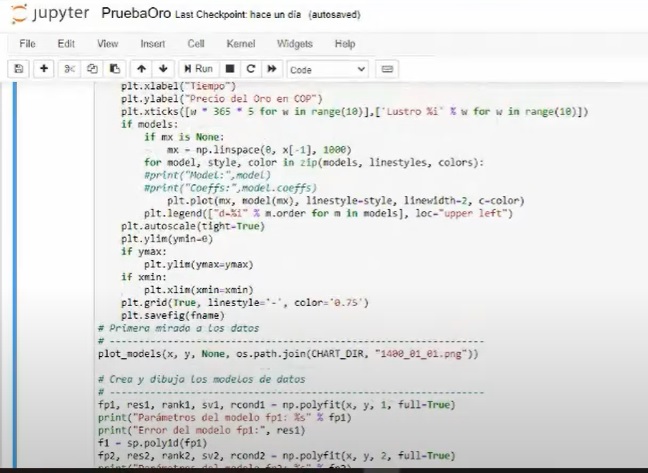 jupyter PruebaOro Last Checkpoint: hace un día (autosaved)
File Edit View Insert Cell Kernel Widgets Help
Run Code
plt.xlabel("Tiempo")
plt.ylabel("Precio del Oro en COP")
plt.xticks([w * 365 * 5 for w in range(10)],['Lustro %i' % w for w in range(10)])
if models:
if mx is None:
mx = np.linspace(0, x[-1], 1000)
for model, style, color in zip(models, linestyles, colors):
#print("Model:",model)
#print("Coeffs:",model.coeffs)
plt.plot(mx, model(mx), linestyle=style, linewidth=2, c=color)
plt.legend(["d=%i" % m.order for m in models], loc="upper left")
plt.autoscale(tight=True)
plt.ylim(ymin=0)
if ymax:
plt.ylim(ymax=ymax)
if xmin:
plt.xlim(xmin=xmin)
plt.grid(True, linestyle='-', color='0.75')
plt.savefig(fname)
# Primera mirada a los datos
# ----------------------------------------------------------------
plot_models(x, y, None, os.path.join(CHART_DIR, "1400_01_01.png"))
# Crea y dibuja los modelos de datos
# ----------------------------------------------------------------
fp1, res1, rank1, sv1, rcond1 = np.polyfit(x, y, 1, full=True)
print("Parámetros del modelo fp1: %s" % fp1)
print("Error del modelo fp1:", res1)
f1 = sp.poly1d(fp1)
fp2, res2, rank2, sv2, rcond2 = np.polyfit(x, y, 2, full=True)
print("Parámetros del modelo fp2: %s" % fp2)